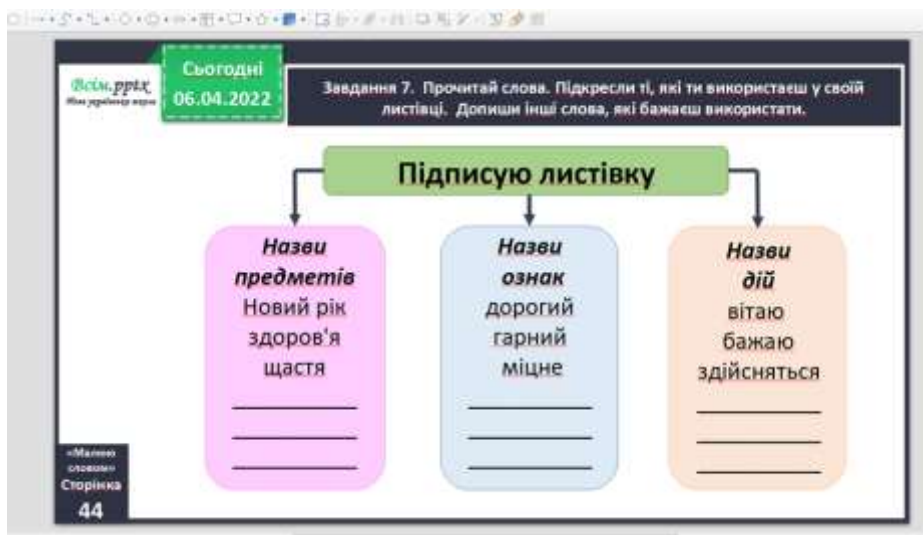 Всім.pptx
Сьогодні
06.04.2022
Завдання 7. Прочитай слова. Підкресли ті, які ти використаєш у своїй
листівці. Допиши інші слова, які бажаєш використати.
Підписую листівку
Назви
предметів
Новий рік
здоров'я
щастя
Назви
ознак
дорогий
гарний
міцне
Назви
дій
вітаю
бажаю
здійсняться
«Малюю
словом»
Сторінка
44